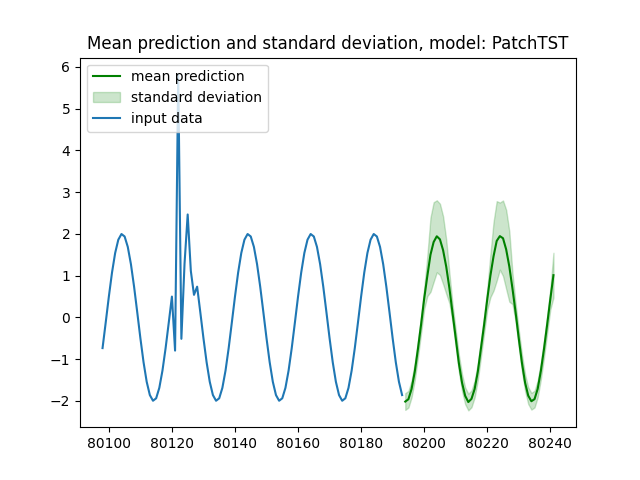 Mean prediction and standard deviation, model: PatchTST
mean prediction
standard deviation
input data
6
5
4
3
2
1
0
−1
−2
80100 80120 80140 80160 80180 80200 80220 80240